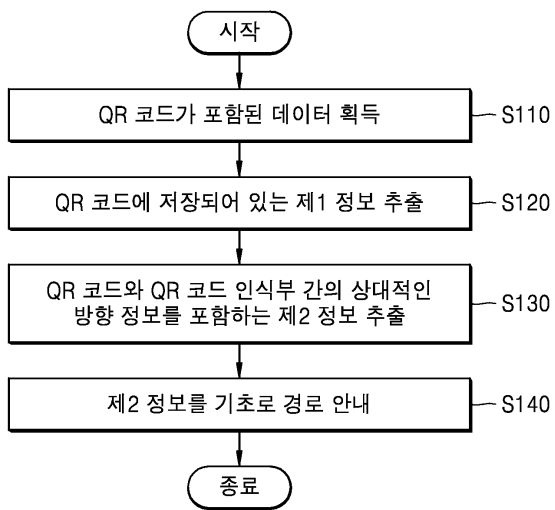 시작
QR 코드가 포함된 데이터 획득
S110
QR 코드에 저장되어 있는 제1 정보 추출
S120
QR 코드와 QR 코드 인식부 간의 상대적인
방향 정보를 포함하는 제2 정보 추출
S130
제2 정보를 기초로 경로 안내
S140
종료